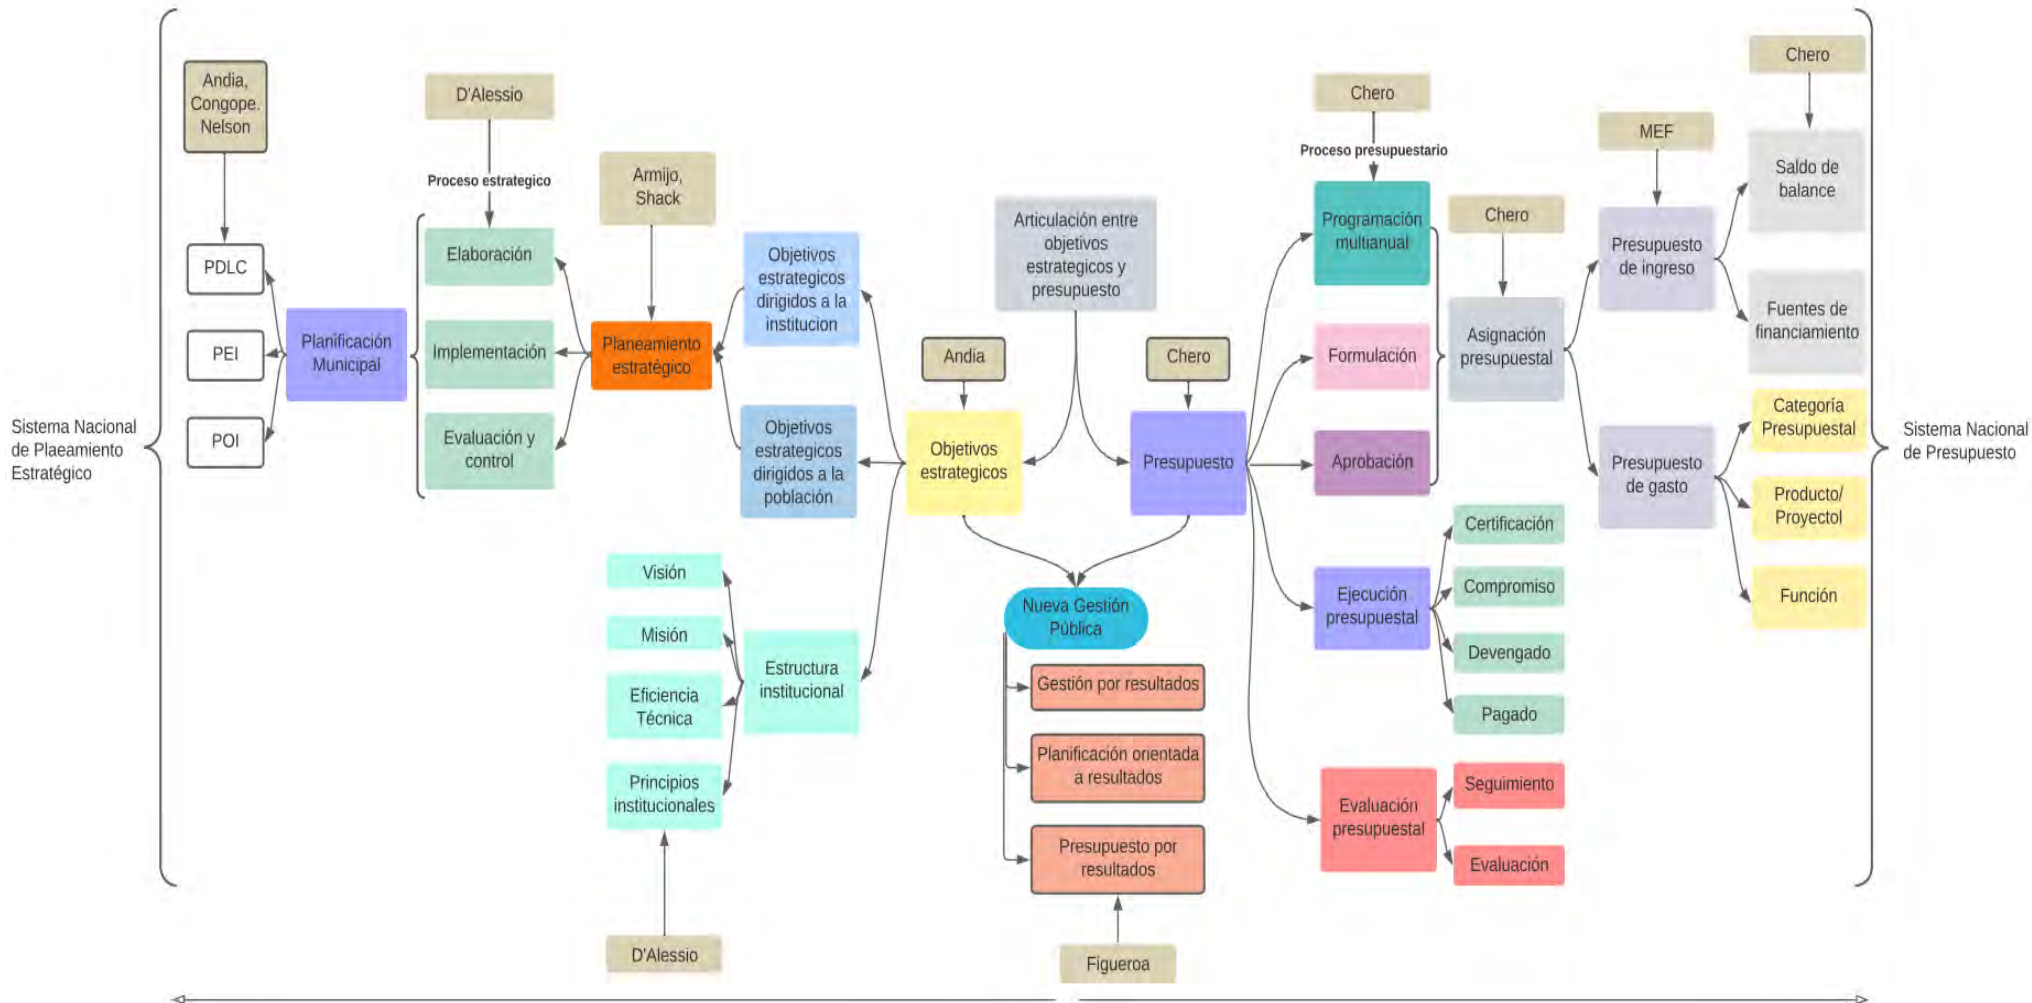 Sistema Nacional
de Plaeamiento
Estratégico
Andia,
Congope.
Nelson
PDLC
PEI
POI
Planificación
Municipal
D'Alessio
Proceso estrategico
Elaboración
Implementación
Evaluación y
control
Armijo,
Shack
Planeamiento
estratégico
Objetivos
estrategicos
dirigidos a la
institucion
Objetivos
estrategicos
dirigidos a la
población
Visión
Misión
Eficiencia
Técnica
Principios
institucionales
D'Alessio
Estructura
institucional
Andia
Objetivos
estrategicos
Articulación entre
objetivos
estrategicos y
presupuesto
Chero
Presupuesto
Nueva Gestión
Pública
Gestión por resultados
Planificación orientada
a resultados
Presupuesto por
resultados
Figueroa
Chero
Proceso presupuestario
Programación
multianual
Formulación
Aprobación
Ejecución
presupuestal
Evaluación
presupuestal
Chero
Asignación
presupuestal
Certificación
Compromiso
Devengado
Pagado
Seguimiento
Evaluación
MEF
Presupuesto
de ingreso
Presupuesto
de gasto
Chero
Saldo de
balance
Fuentes de
financiamiento
Categoría
Presupuestal
Producto/
Proyectol
Función
Sistema Nacional
de Presupuesto